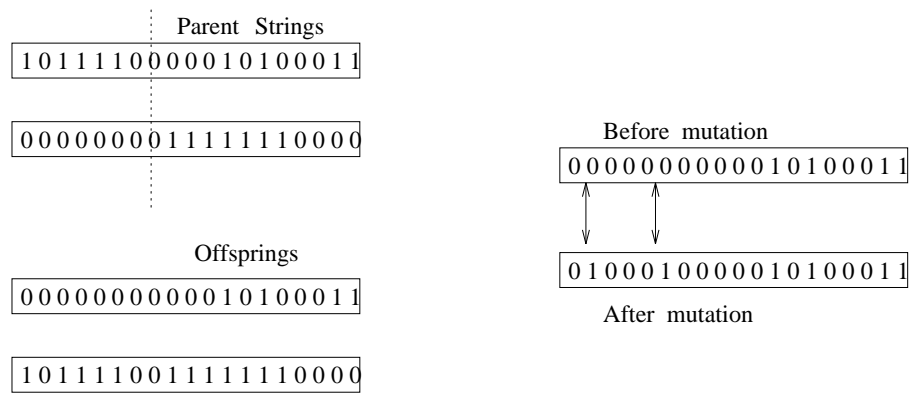 Parent Strings
1 0 1 1 1 1 0 0 0 0 0 1 0 1 0 0 0 1 1
0 0 0 0 0 0 0 0 1 1 1 1 1 1 1 0 0 0 0
Offsprings
0 0 0 0 0 0 0 0 0 0 0 1 0 1 0 0 0 1 1
1 0 1 1 1 1 0 0 1 1 1 1 1 1 1 0 0 0 0
Before mutation
0 0 0 0 0 0 0 0 0 0 0 1 0 1 0 0 0 1 1
0 1 0 0 0 1 0 0 0 0 0 1 0 1 0 0 0 1 1
After mutation